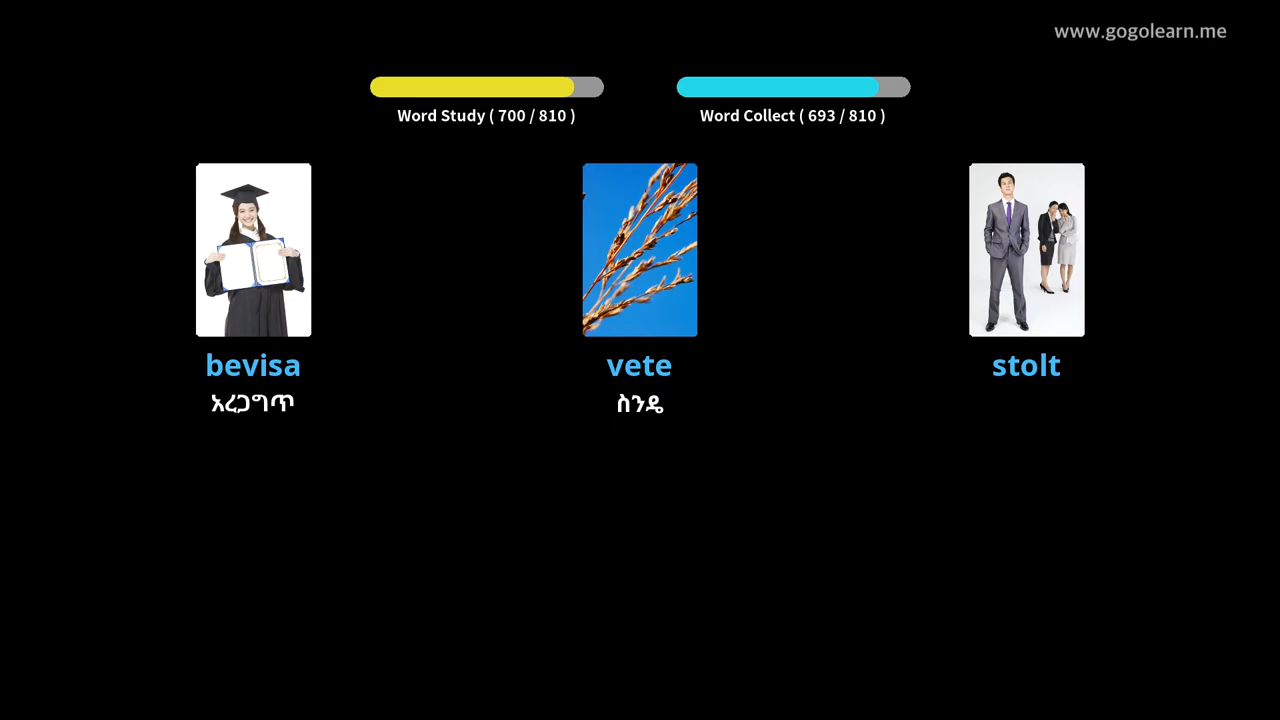 www.gogolearn.me
Word Study ( 700 / 810 )
Word Collect ( 693 / 810 )
bevisa
vete
stolt
አረጋግጥ
ስንዴ